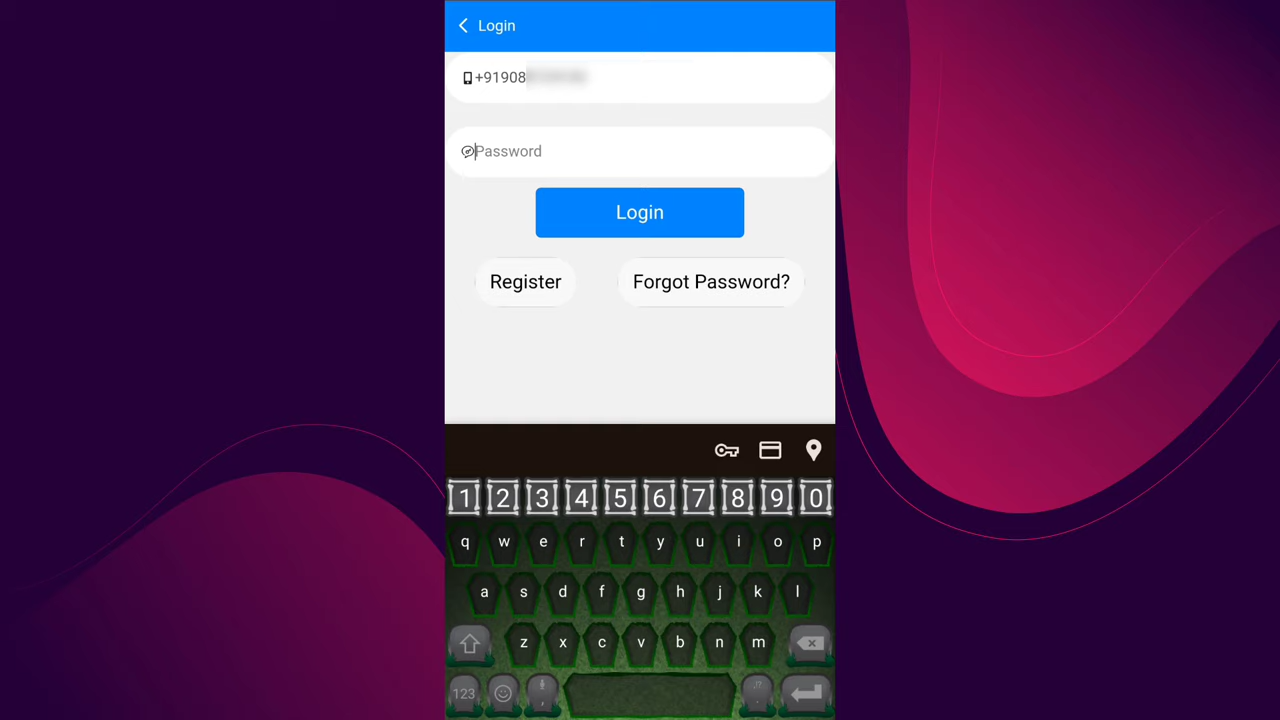 Login
+91908
Password
Login
Register Forgot Password?
1 2 3 4 5 6 7 8 9 0
q w e r t y u i o p
a s d f g h j k l
z x c v b n m
123 , .